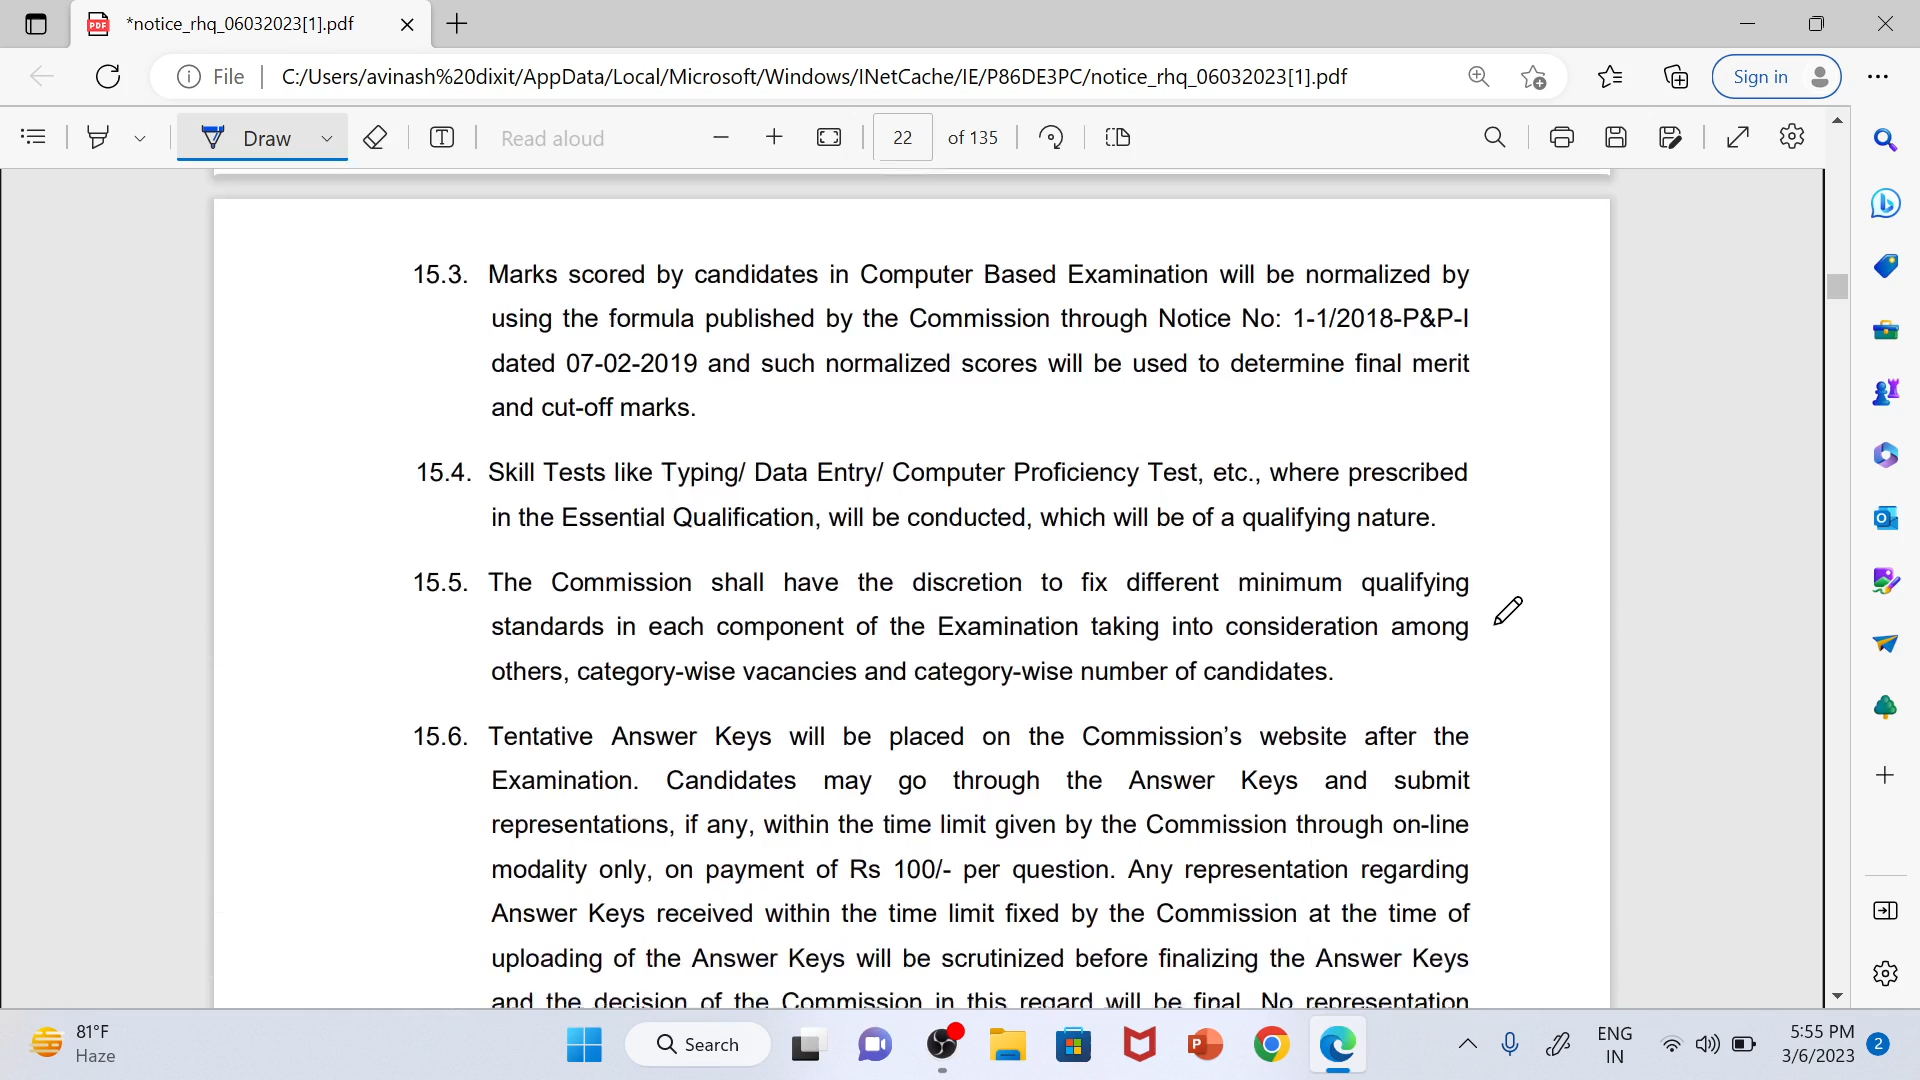 *notice_rhq_06032023[1].pdf
File
C:/Users/avinash%20dixit/AppData/Local/Microsoft/Windows/INetCache/IE/P86DE3PC/notice_rhq_06032023[1].pdf
Sign in
Draw
Read aloud
22
of 135
15.3. Marks scored by candidates in Computer Based Examination will be normalized by
using the formula published by the Commission through Notice No: 1-1/2018-P&P-I
dated 07-02-2019 and such normalized scores will be used to determine final merit
and cut-off marks.
15.4. Skill Tests like Typing/ Data Entry/ Computer Proficiency Test, etc., where prescribed
in the Essential Qualification, will be conducted, which will be of a qualifying nature.
15.5. The Commission shall have the discretion to fix different minimum qualifying
standards in each component of the Examination taking into consideration among
others, category-wise vacancies and category-wise number of candidates.
15.6. Tentative Answer Keys will be placed on the Commission’s website after the
Examination. Candidates may go through the Answer Keys and submit
representations, if any, within the time limit given by the Commission through on-line
modality only, on payment of Rs 100/- per question. Any representation regarding
Answer Keys received within the time limit fixed by the Commission at the time of
uploading of the Answer Keys will be scrutinized before finalizing the Answer Keys
and the decision of the Commission in this regard will be final. No representation
81°F
Haze
Search
ENG
IN
5:55 PM
3/6/2023
2